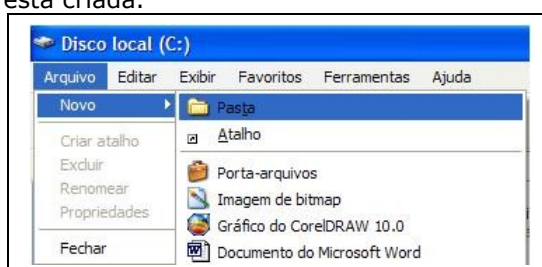 está criada.
Disco local (C:)
Arquivo Editar Exibir Favoritos Ferramentas Ajuda
Novo
Pasta
Criar atalho
Atalho
Excluir
Porta-arquivos
Renomear
Imagem de bitmap
Propriedades
Gráfico do CorelDRAW 10.0
Fechar
Documento do Microsoft Word